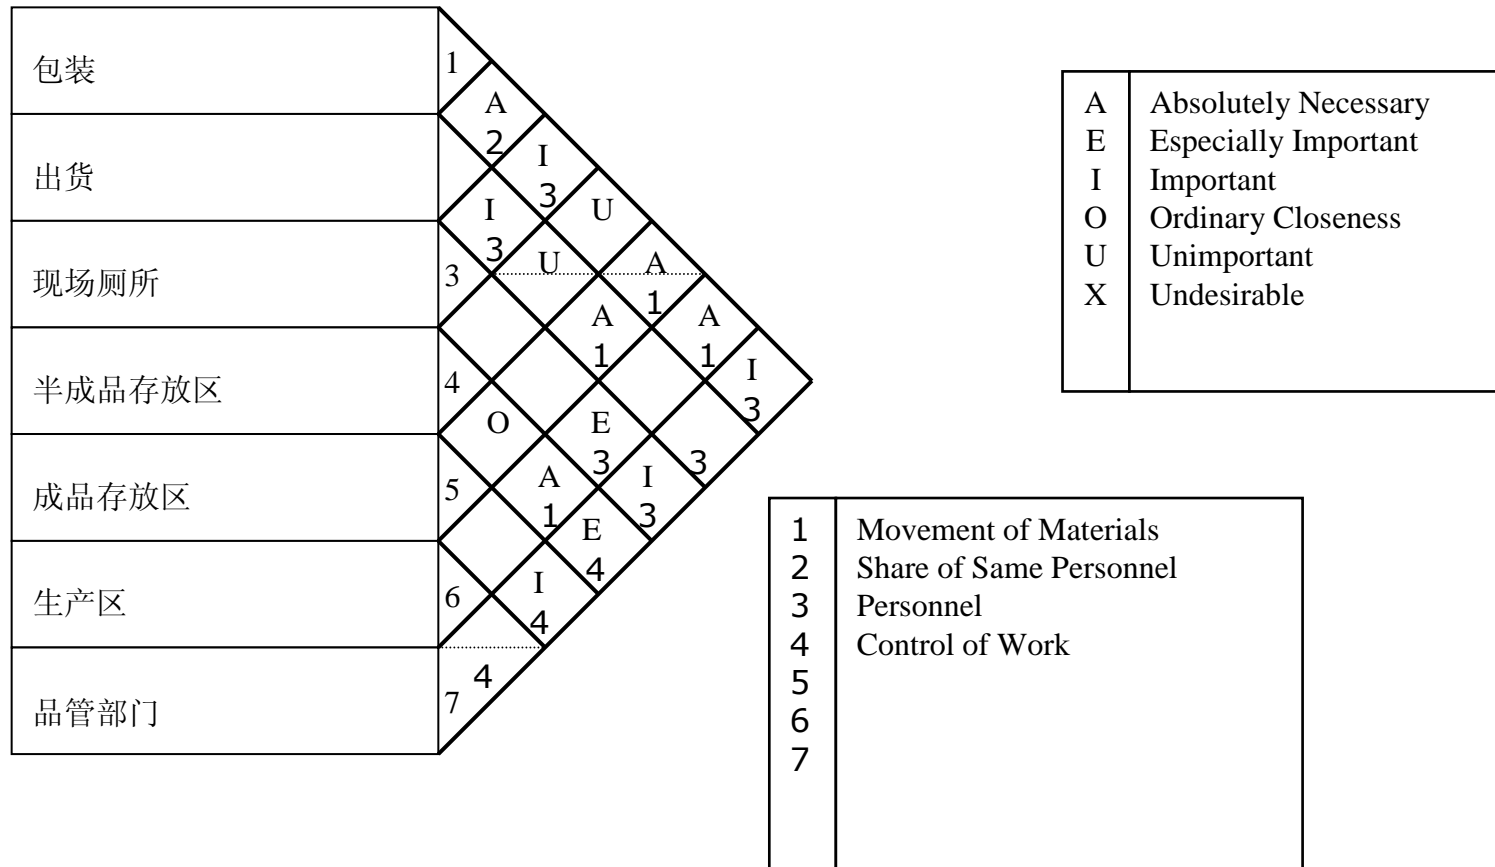 包装
1
A
2
I
3
U
A
1
A
1
I
3
出货
I
3
U
A
1
3
现场厕所
3
E
3
I
3
半成品存放区
4
O
A
1
E
4
成品存放区
5
I
4
生产区
6
4
品管部门
7
A Absolutely Necessary
E Especially Important
I Important
O Ordinary Closeness
U Unimportant
X Undesirable
1 Movement of Materials
2 Share of Same Personnel
3 Personnel
4 Control of Work
5
6
7